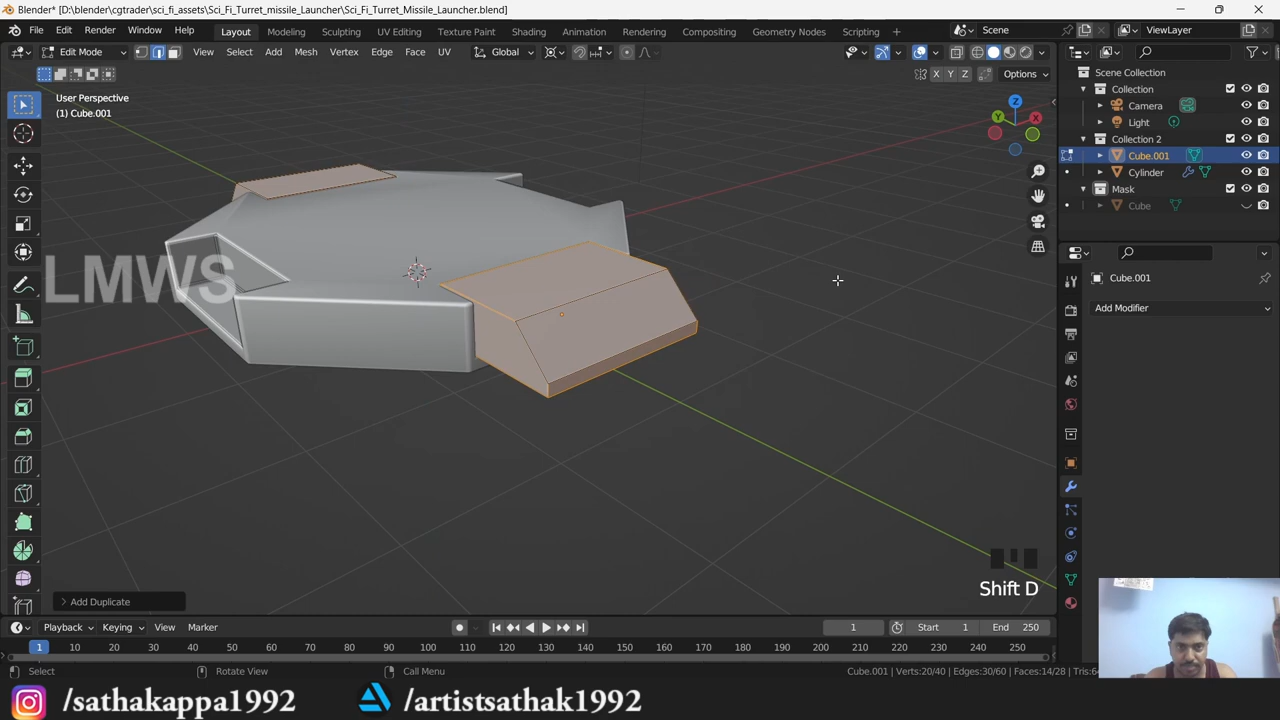 Blender* [D:\blender\cgtrader\sci_fi_assets\Sci_Fi_Turret_missile_Launcher\Sci_Fi_Turret_Missile_Launcher.blend]
File Edit Render Window Help Layout Modeling Sculpting UV Editing Texture Paint Shading Animation Rendering Compositing Geometry Nodes Scripting + Scene ViewLayer
Edit Mode View Select Add Mesh Vertex Edge Face UV Global
X Y Z Options
User Perspective
(1) Cube.001
Z
Y
X
Scene Collection
Collection
Camera
Light
Collection 2
Cube.001
Cylinder
Mask
Cube
Cube.001
Add Modifier
LMWS
Shift D
Add Duplicate
Playback Keying View Marker 1 Start 1 End 250
1 10 20 30 40 50 60 70 80 90 100 110 120 130 140 150 160 170 180 190 200 210 220 230 240 250
Select Rotate View Call Menu Cube.001 | Verts:20/40 | Edges:30/60 | Faces:14/28
/sathakappa1992 /artistsathak1992